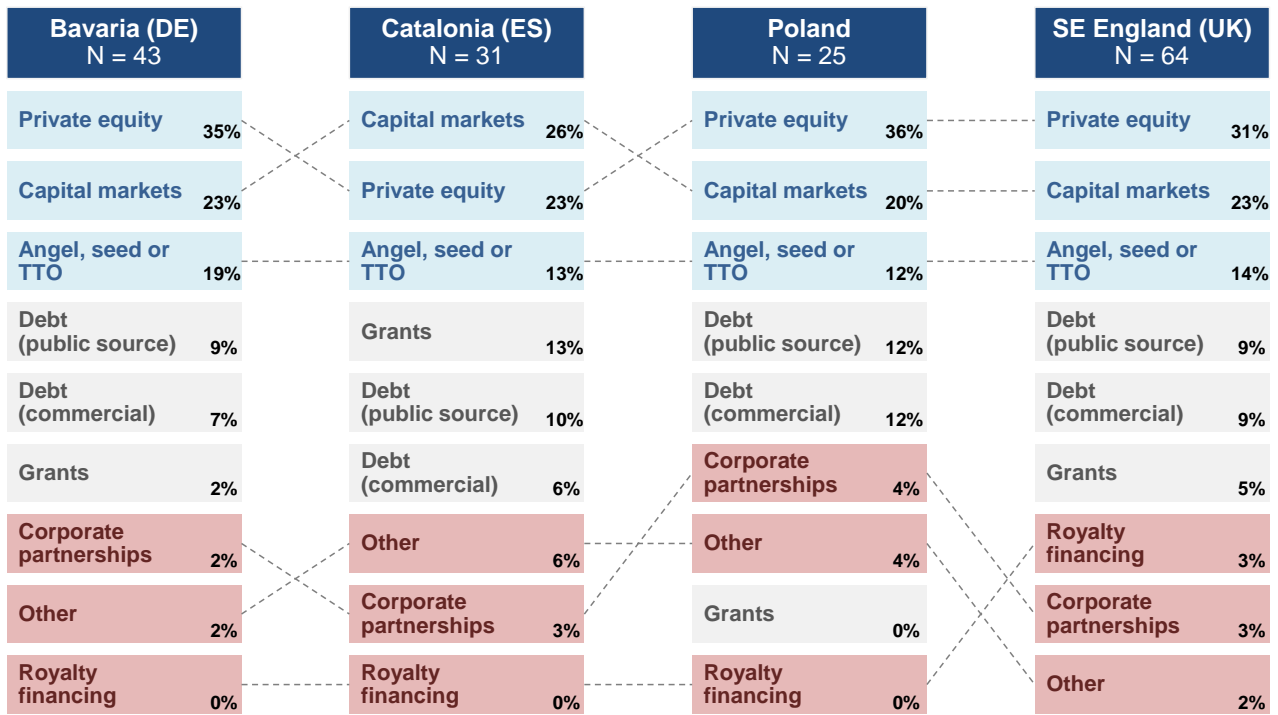 Bavaria (DE)
N = 43
Private equity
35%
Capital markets
23%
Angel, seed or
TTO
19%
Debt
(public source)
9%
Debt
(commercial)
7%
Grants
2%
Corporate
partnerships
2%
Other
2%
Royalty
financing
0%
Catalonia (ES)
N = 31
Capital markets
26%
Private equity
23%
Angel, seed or
TTO
13%
Grants
13%
Debt
(public source)
10%
Debt
(commercial)
6%
Other
6%
Corporate
partnerships
3%
Royalty
financing
0%
Poland
N = 25
Private equity
36%
Capital markets
20%
Angel, seed or
TTO
12%
Debt
(public source)
12%
Debt
(commercial)
12%
Corporate
partnerships
4%
Other
4%
Grants
0%
Royalty
financing
0%
SE England (UK)
N = 64
Private equity
31%
Capital markets
23%
Angel, seed or
TTO
14%
Debt
(public source)
9%
Debt
(commercial)
9%
Grants
5%
Royalty
financing
3%
Corporate
partnerships
3%
Other
2%